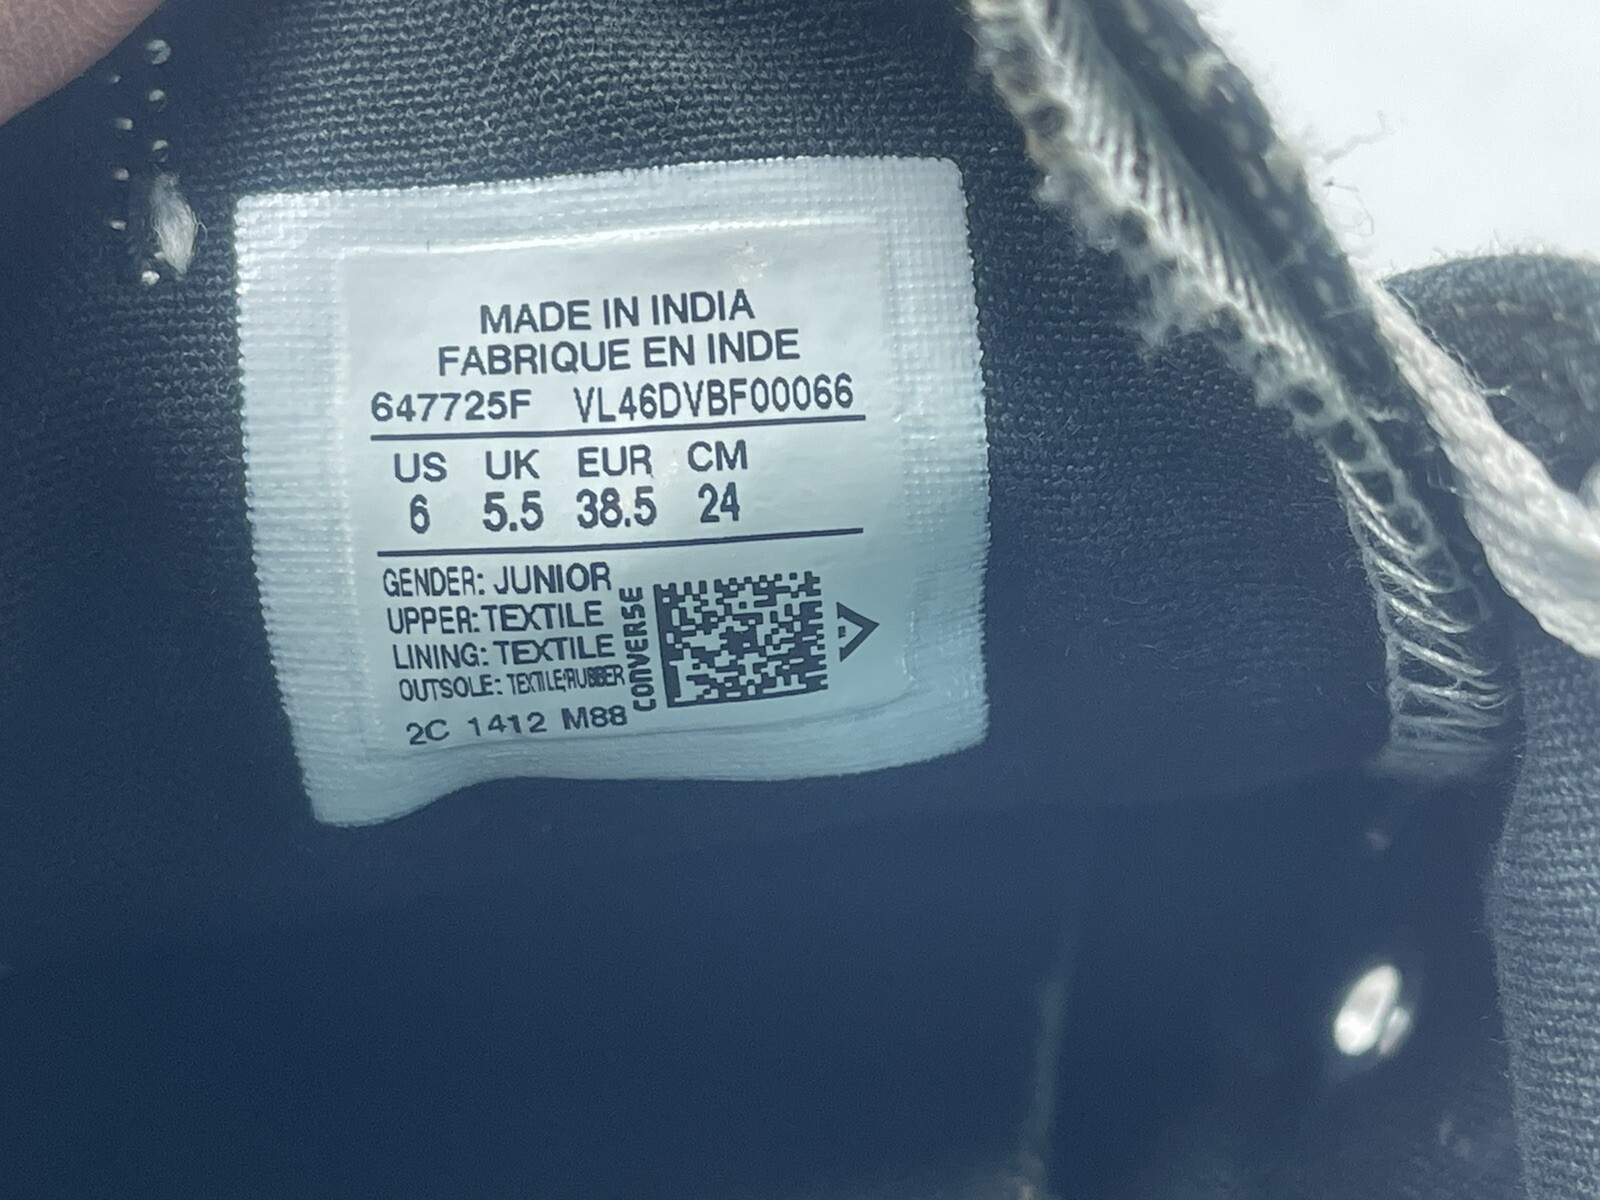 MADE IN INDIA
FABRIQUE EN INDE
647725F VL46DVBF00066
US UK EUR CM
6 5.5 38.5 24
GENDER: JUNIOR
UPPER: TEXTILE
LINING: TEXTILE
OUTSOLE: TEXTILE/RUBBER
2C 1412 M88
CONVERSE